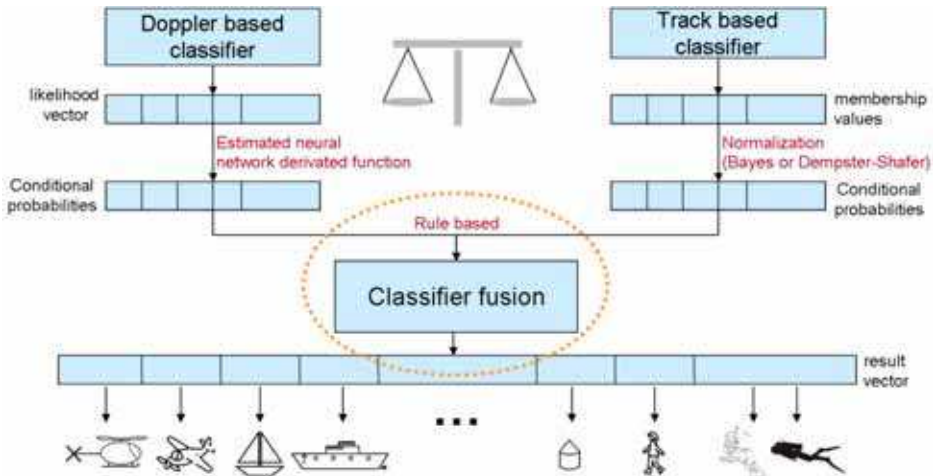 Doppler based
classifier
Track based
classifier
likelihood
vector
membership
values
Estimated neural
network derivated function
Normalization
(Bayes or Dempster-Shafer)
Conditional
probabilities
Conditional
probabilities
Rule based
Classifier fusion
result
vector
...